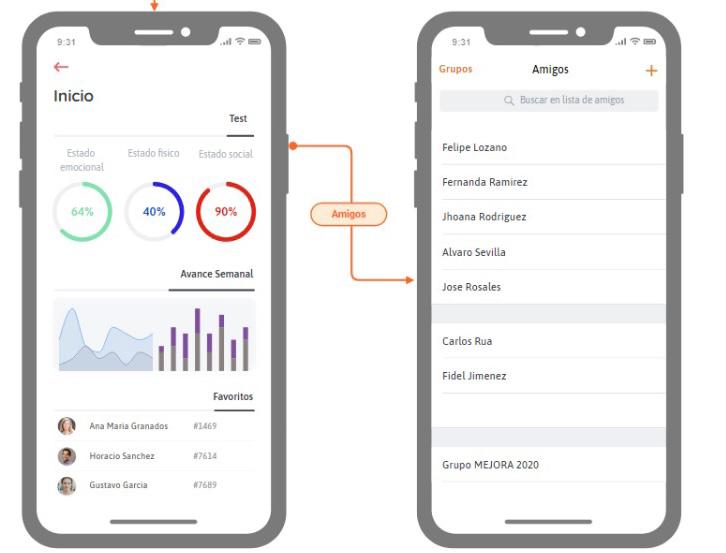 9:31
Inicio
Test
Estado emocional
Estado fisico
Estado social
64%
40%
90%
Avance Semanal
Favoritos
Ana Maria Granados #1469
Horacio Sanchez #7614
Gustavo Garcia #7689
Amigos
9:31
Grupos Amigos +
Buscar en lista de amigos
Felipe Lozano
Fernanda Ramirez
Jhoana Rodriguez
Alvaro Sevilla
Jose Rosales
Carlos Rua
Fidel Jimenez
Grupo MEJORA 2020